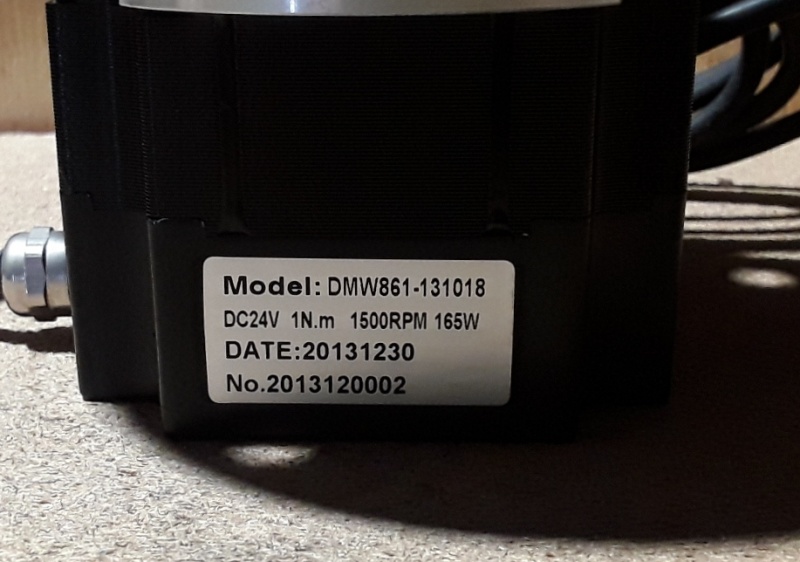 Model: DMW861-131018
DC24V 1N.m 1500RPM 165W
DATE:20131230
No.2013120002